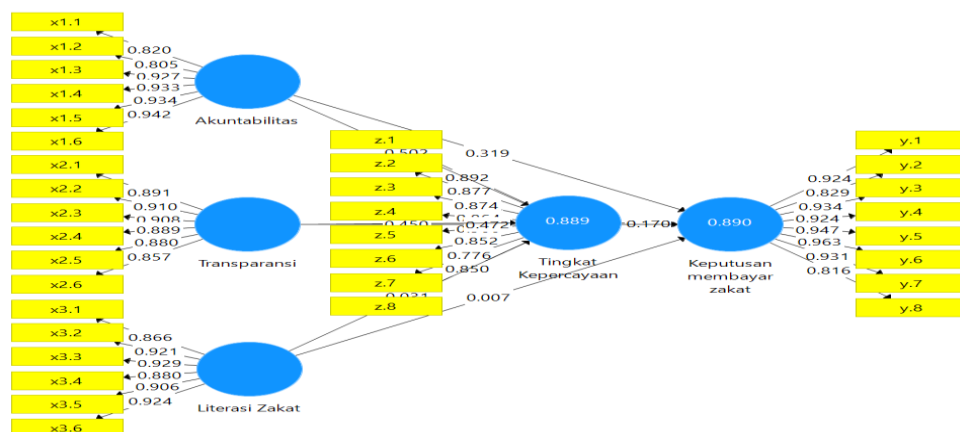 x1.1
x1.2
x1.3
x1.4
x1.5
x1.6
0.820
0.805
0.927
0.933
0.934
0.942
Akuntabilitas
x2.1
x2.2
x2.3
x2.4
x2.5
x2.6
0.891
0.910
0.908
0.889
0.880
0.857
Transparansi
x3.1
x3.2
x3.3
x3.4
x3.5
x3.6
0.866
0.921
0.929
0.880
0.906
0.924
Literasi Zakat
z.1
z.2
z.3
z.4
z.5
z.6
z.7
z.8
0.892
0.877
0.874
0.852
0.776
0.850
0.502
0.319
0.450
0.472
0.170
0.007
0.889
Tingkat
Kepercayaan
0.890
Keputusan
membayar
zakat
0.924
0.829
0.934
0.924
0.947
0.963
0.931
0.816
y.1
y.2
y.3
y.4
y.5
y.6
y.7
y.8